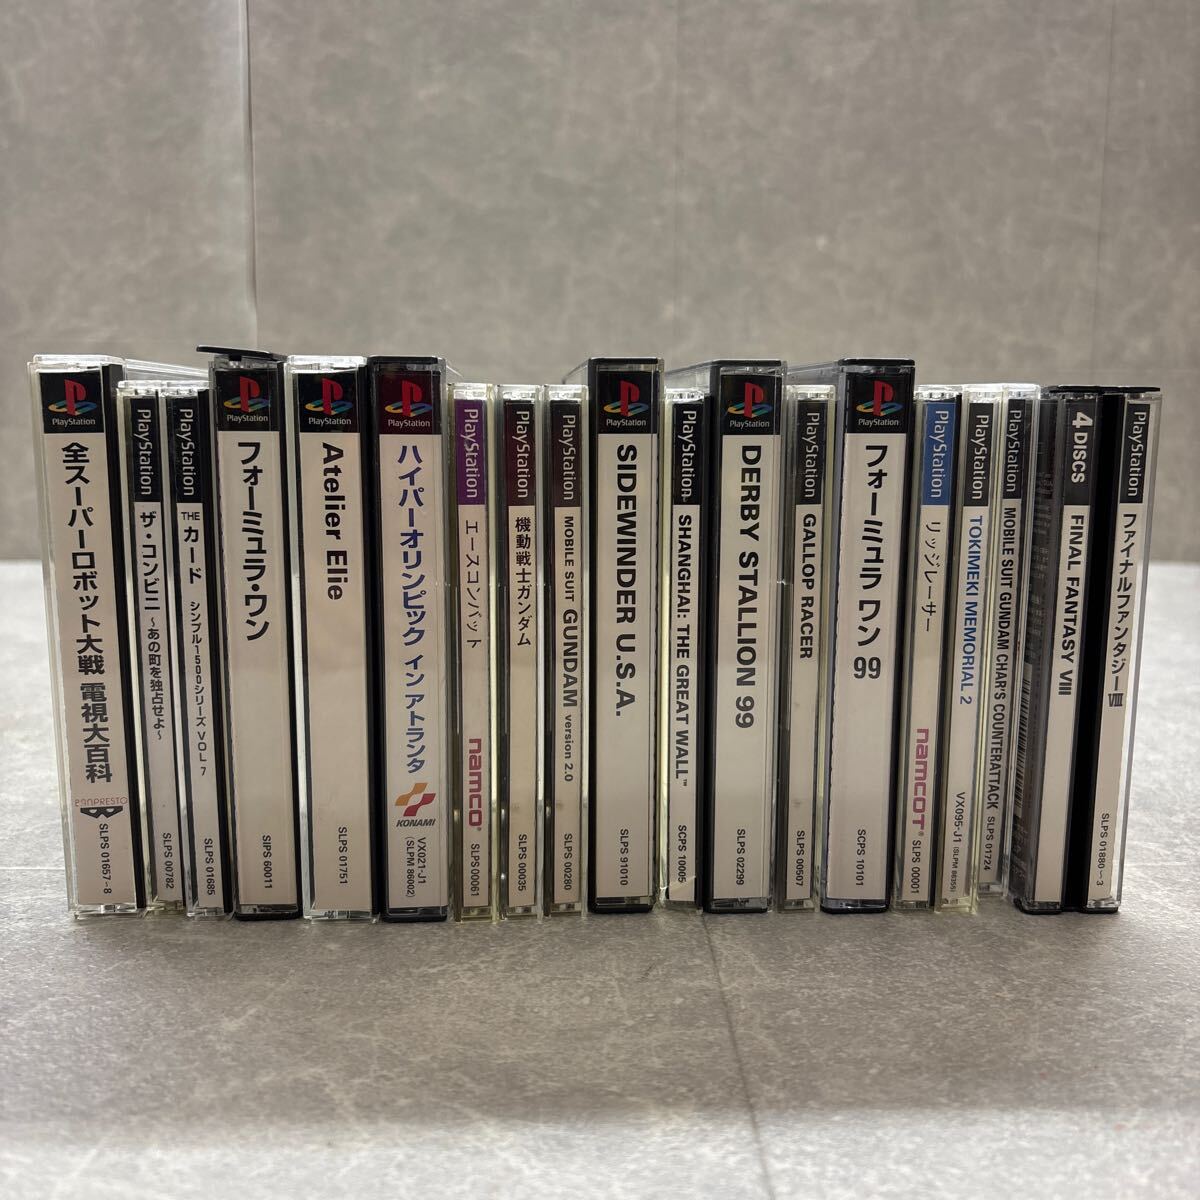 PlayStation
全スーパーロボット大戦 電視大百科
BANPRESTO
SLPS 01657~8
PlayStation
ザ・コンビニ ~あの町を独占せよ~
SLPS 00782
PlayStation
THE カード シンプル1500シリーズ VOL.7
SLPS 01685
PlayStation
フォーミュラ・ワン
SIPS 60011
PlayStation
Atelier Elie
SLPS 01751
PlayStation
ハイパーオリンピック イン アトランタ
KONAMI
VX021-J1
(SLPM 86002)
PlayStation
エースコンバット
namco®
SLPS 00061
PlayStation
機動戦士ガンダム
SLPS 00035
PlayStation
MOBILE SUIT GUNDAM version 2.0
SLPS 00280
PlayStation
SIDEWINDER U.S.A.
SLPS 91010
PlayStation
SHANGHAI: THE GREAT WALL™
SCPS 10005
PlayStation
DERBY STALLION 99
SLPS 02299
PlayStation
GALLOP RACER
SLPS 00507
PlayStation
フォーミュラ ワン 99
SCPS 10101
PlayStation
リッジレーサー
namcot®
SLPS 00001
PlayStation
TOKIMEKI MEMORIAL 2
VX095-J1 (SLPM 86355)
PlayStation
MOBILE SUIT GUNDAM CHAR'S COUNTERATTACK
SLPS 01724
4 DISCS
FINAL FANTASY VIII
PlayStation
ファイナルファンタジーVIII
SLPS 01880~3